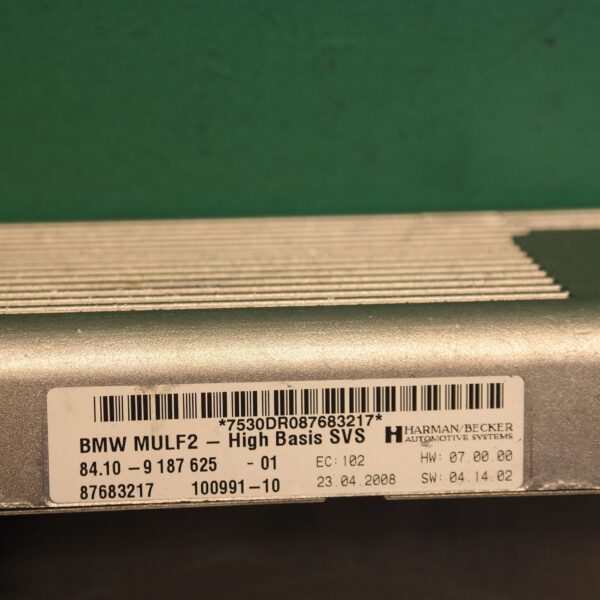 *7530DR087683217*
BMW MULF2 – High Basis SVS
HARMAN/BECKER
AUTOMOTIVE SYSTEMS
84.10 – 9 187 625 - 01 EC: 102 HW: 07.00.00
87683217 100991–10 23.04.2008 SW: 04.14.02